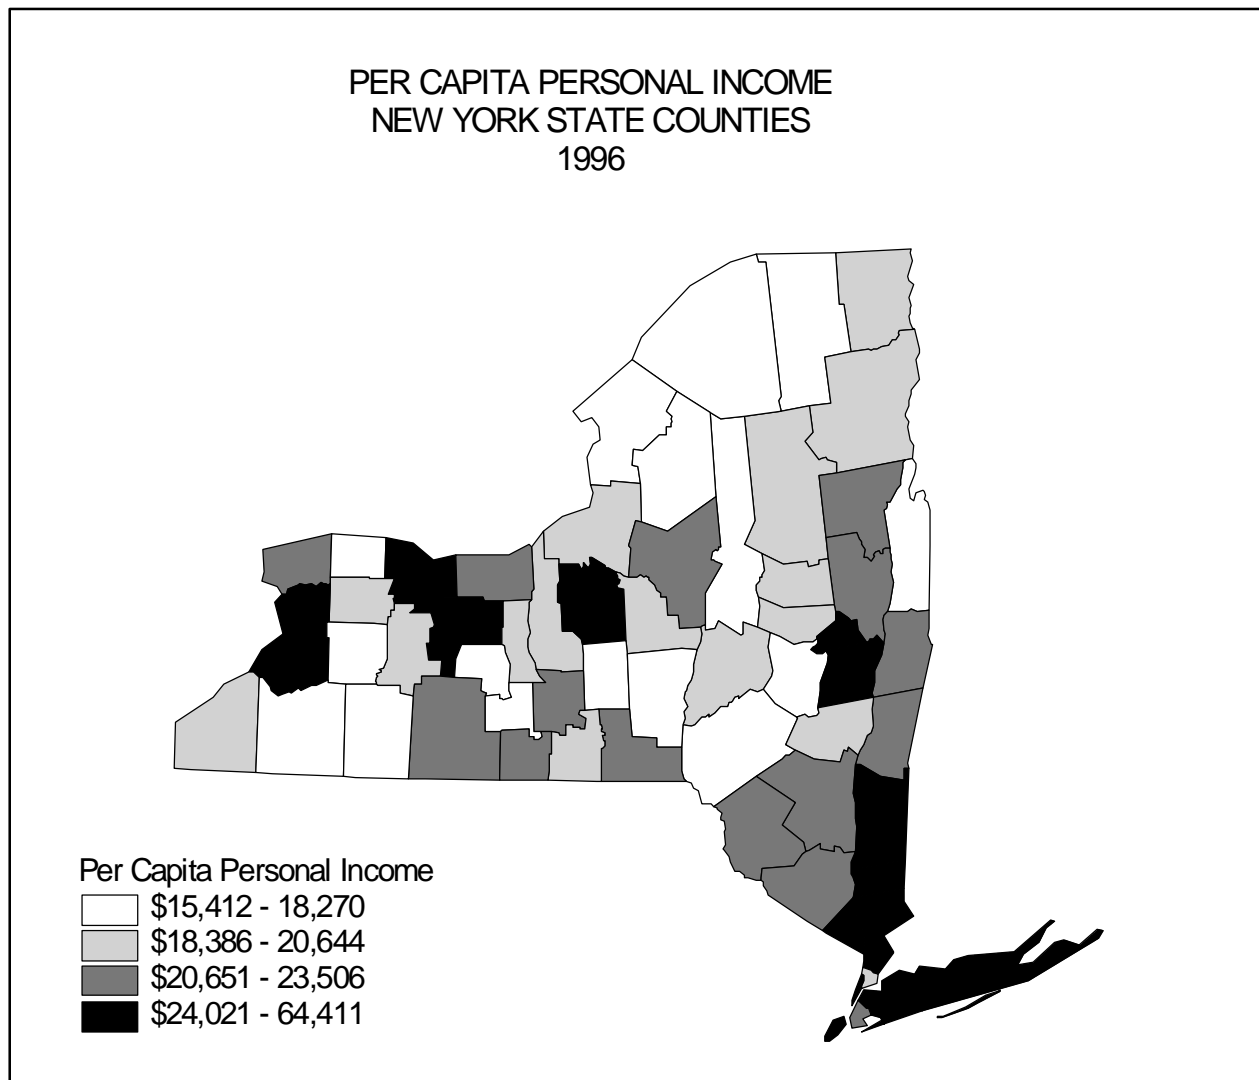 PER CAPITA PERSONAL INCOME
NEW YORK STATE COUNTIES
1996
Per Capita Personal Income
$15,412 - 18,270
$18,386 - 20,644
$20,651 - 23,506
$24,021 - 64,411